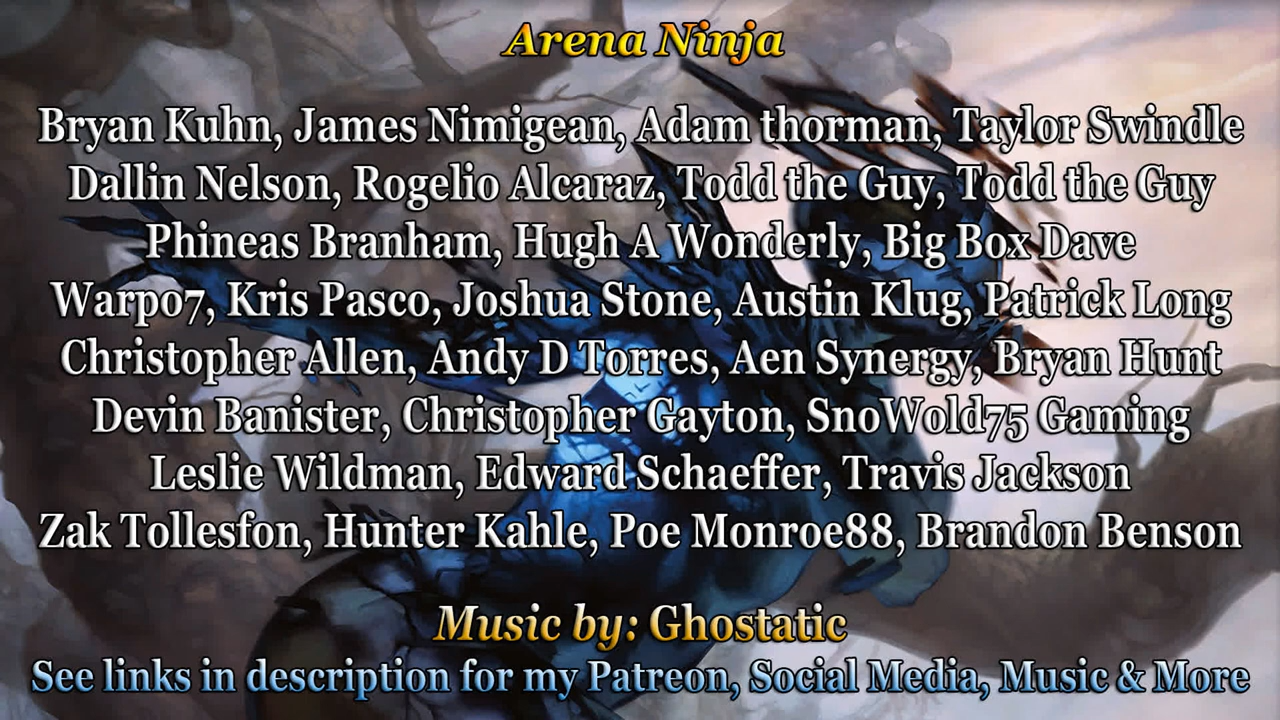 Arena Ninja
Bryan Kuhn, James Nimigean, Adam thorman, Taylor Swindle
Dallin Nelson, Rogelio Alcaraz, Todd the Guy, Todd the Guy
Phineas Branham, Hugh A Wonderly, Big Box Dave
Warp07, Kris Pasco, Joshua Stone, Austin Klug, Patrick Long
Christopher Allen, Andy D Torres, Aen Synergy, Bryan Hunt
Devin Banister, Christopher Gayton, SnoWold75 Gaming
Leslie Wildman, Edward Schaeffer, Travis Jackson
Zak Tollesfon, Hunter Kahle, Poe Monroe88, Brandon Benson
Music by: Ghostatic
See links in description for my Patreon, Social Media, Music & More